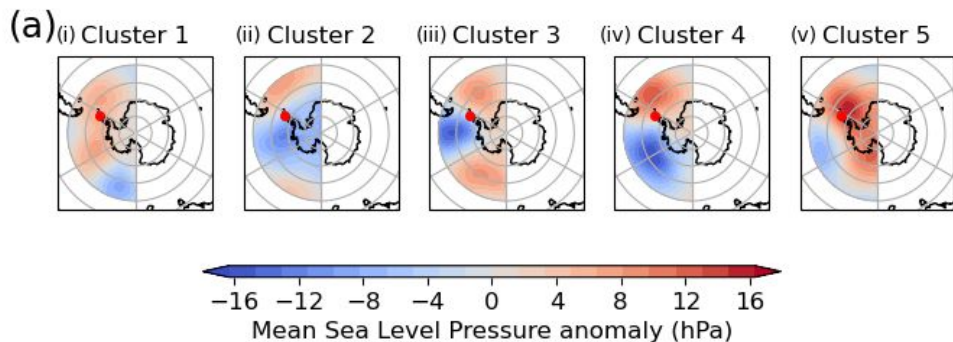 (a)
(i) Cluster 1
(ii) Cluster 2
(iii) Cluster 3
(iv) Cluster 4
(v) Cluster 5
−16 −12 −8 −4 0 4 8 12 16
Mean Sea Level Pressure anomaly (hPa)